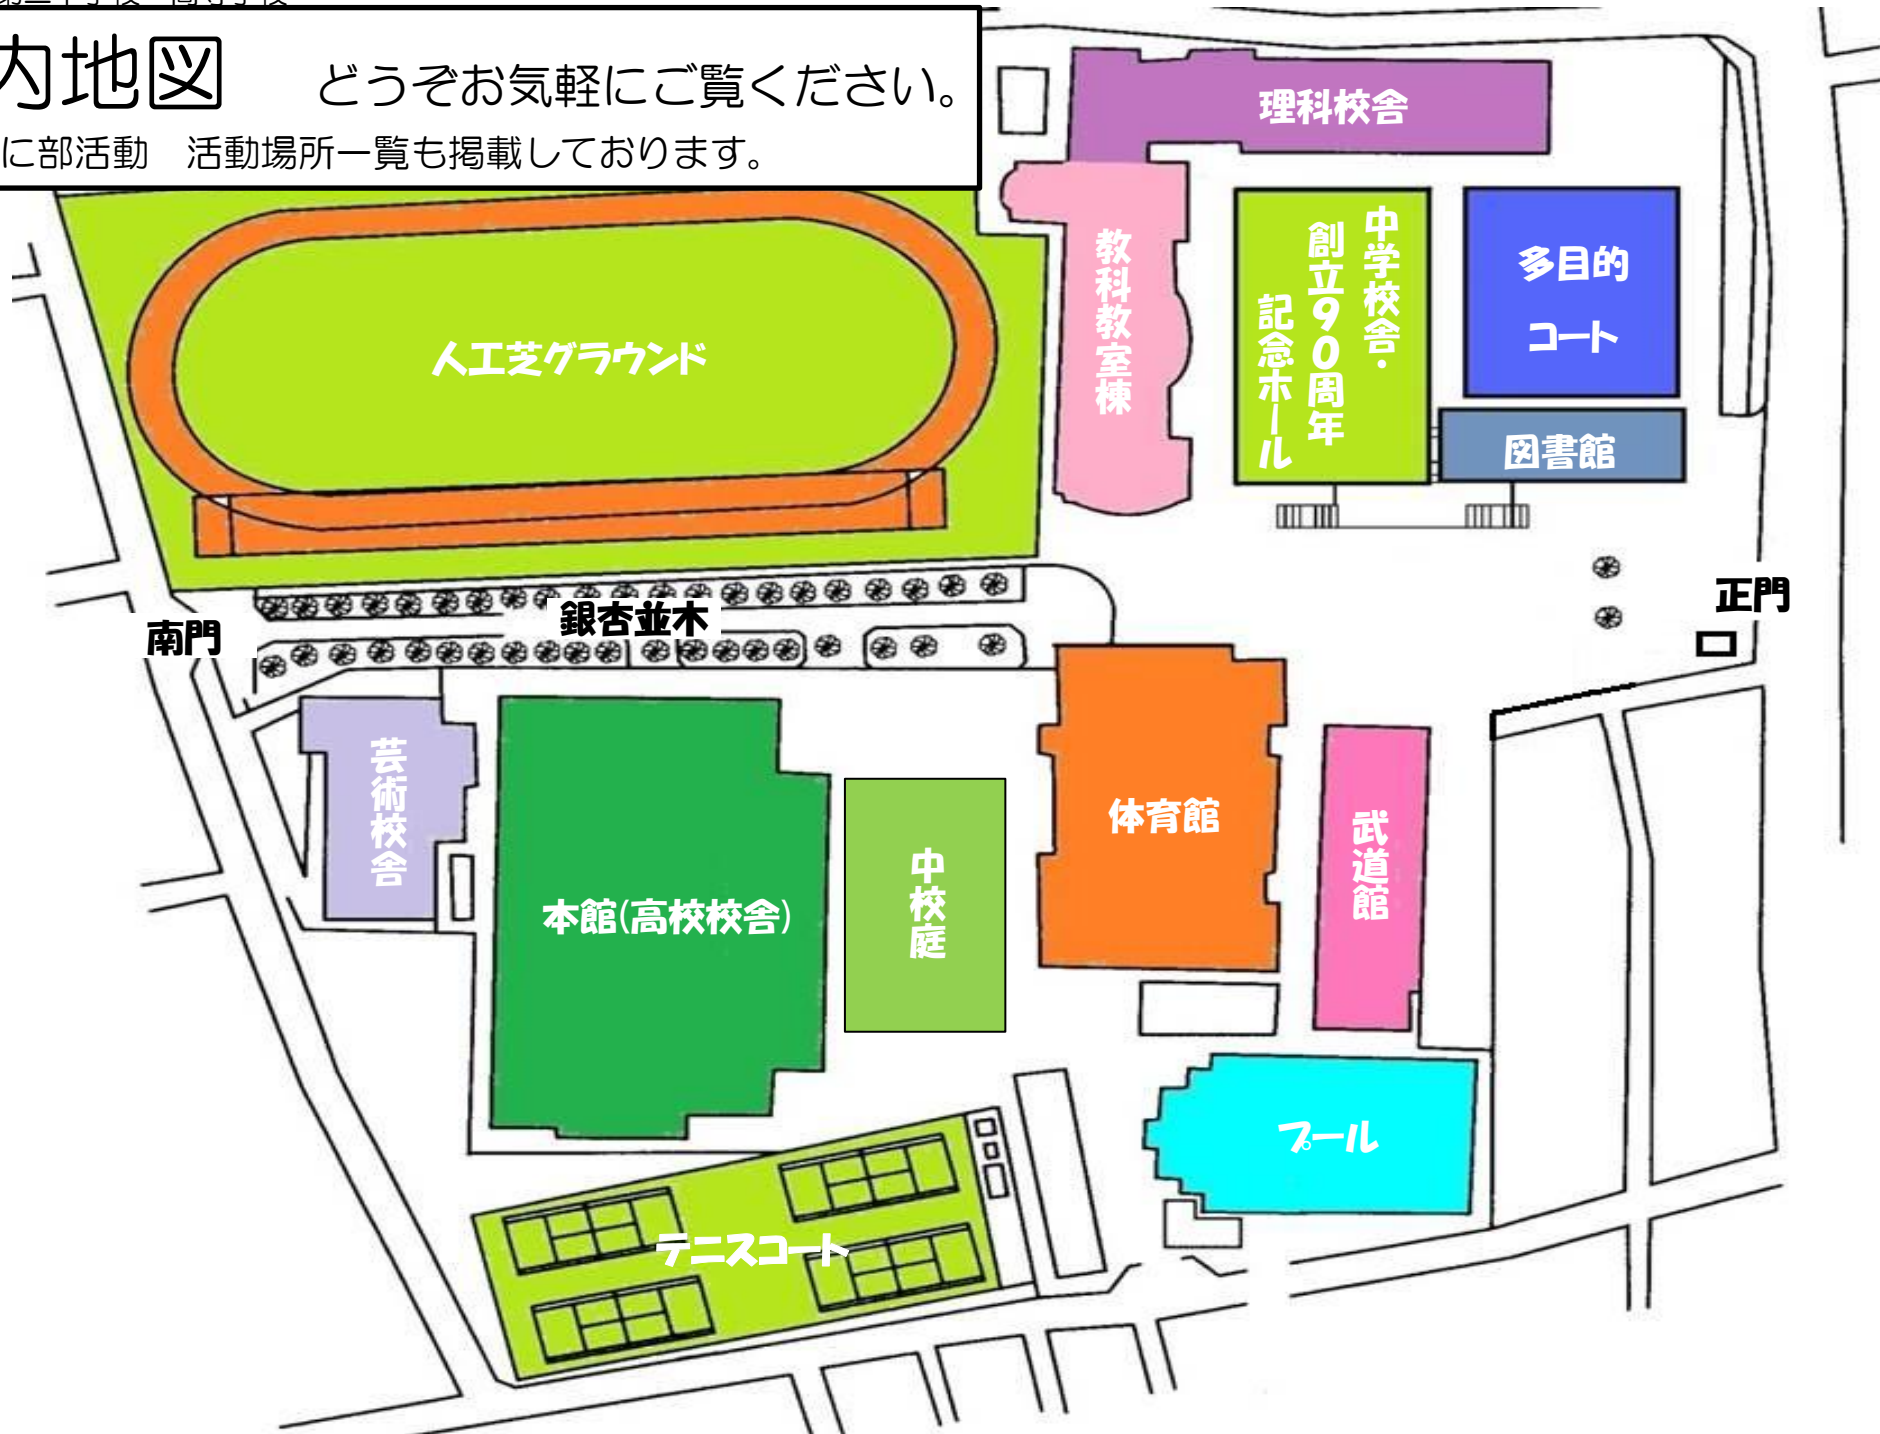 内地図 どうぞお気軽にご覧ください。
に部活動 活動場所一覧も掲載しております。
理科校舎
教科教室棟
中学校舎・
創立90周年
記念ホール
多目的
コート
図書館
人工芝グラウンド
銀杏並木
南門
正門
芸術校舎
本館(高校校舎)
中校庭
体育館
武道館
プール
テニスコート